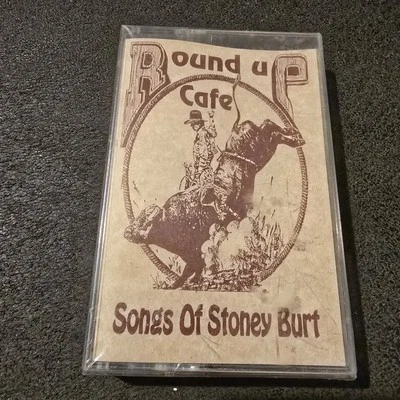 Round uP
Cafe
Songs Of Stoney Burt